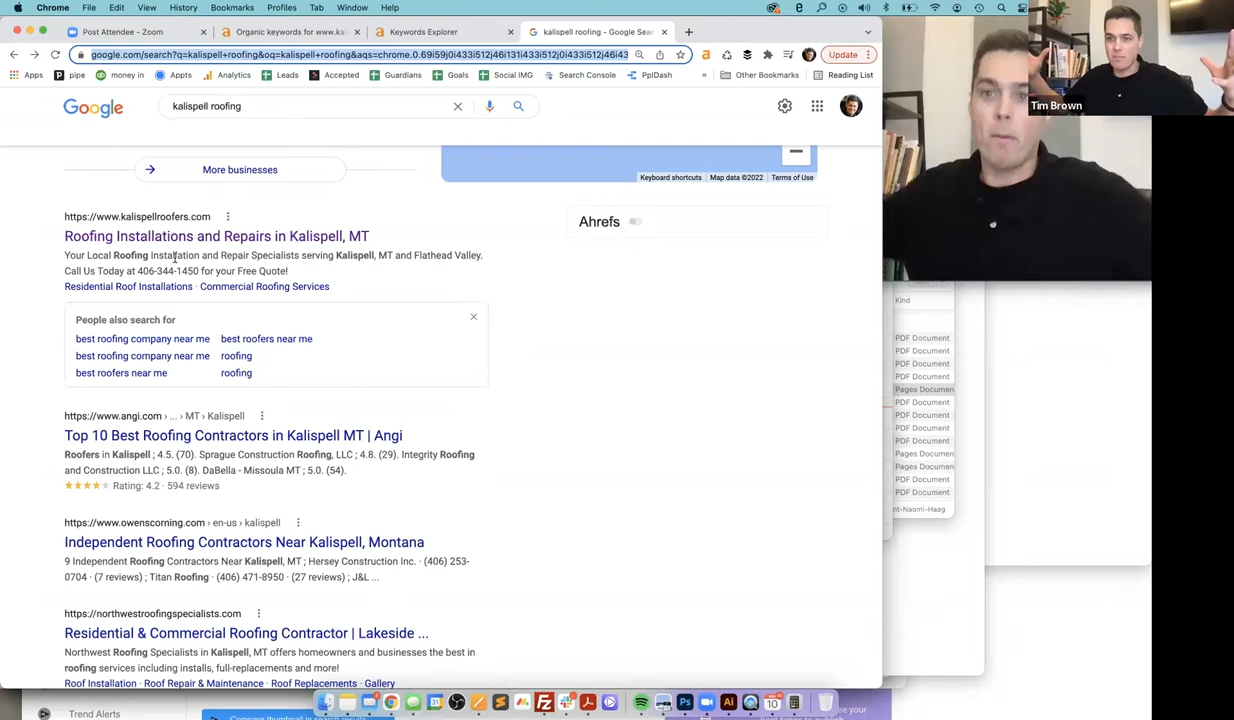 Chrome File Edit View History Bookmarks Profiles Tab Window Help
Post Attendee - Zoom
Organic keywords for www.kal
Keywords Explorer
kalispell roofing - Google Sear
google.com/search?q=kalispell+roofing&oq=kalispell+roofing&aqs=chrome.0.69i59j0i433i512j46i131i433i512j0i433i512j46i43
Update
Apps pipe money in Appts Analytics Leads Accepted Guardians Goals Social IMG Search Console PplDash » Other Bookmarks Reading List
Tim Brown
Google
kalispell roofing
More businesses
Keyboard shortcuts Map data ©2022 Terms of Use
https://www.kalispellroofers.com
Roofing Installations and Repairs in Kalispell, MT
Your Local Roofing Installation and Repair Specialists serving Kalispell, MT and Flathead Valley.
Call Us Today at 406-344-1450 for your Free Quote!
Residential Roof Installations · Commercial Roofing Services
Ahrefs
People also search for
best roofing company near me best roofers near me
best roofing company near me roofing
best roofers near me roofing
https://www.angi.com › ... › MT › Kalispell
Top 10 Best Roofing Contractors in Kalispell MT | Angi
Roofers in Kalispell ; 4.5. (70). Sprague Construction Roofing, LLC ; 4.8. (29). Integrity Roofing
and Construction LLC ; 5.0. (8). DaBella - Missoula MT ; 5.0. (54).
Rating: 4.2 · 594 reviews
https://www.owenscorning.com › en-us › kalispell
Independent Roofing Contractors Near Kalispell, Montana
9 Independent Roofing Contractors Near Kalispell, MT ; Hersey Construction Inc. · (406) 253-
0704 · (7 reviews) ; Titan Roofing · (406) 471-8950 · (27 reviews) ; J&L ...
https://northwestroofingspecialists.com
Residential & Commercial Roofing Contractor | Lakeside ...
Northwest Roofing Specialists in Kalispell, MT offers homeowners and businesses the best in
roofing services including installs, full-replacements and more!
Roof Installation · Roof Repair & Maintenance · Roof Replacements · Gallery
Kind
PDF Document
PDF Document
PDF Document
PDF Document
Pages Documen
PDF Document
PDF Document
PDF Document
PDF Document
Pages Documen
Pages Documen
PDF Document
PDF Document
nt-Naomi-Haag
Trend Alerts
Compare thumbnail in search results